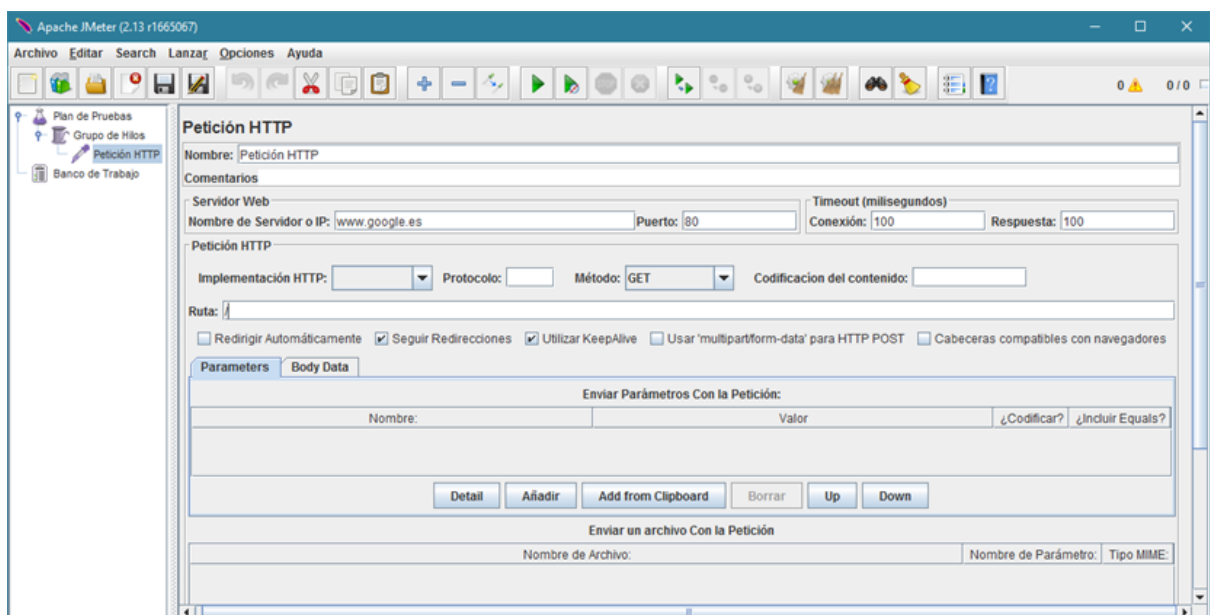 Apache JMeter (2.13 r1665067)
Archivo Editar Search Lanzar Opciones Ayuda
0 0 / 0
Plan de Pruebas
Grupo de Hilos
Petición HTTP
Banco de Trabajo
Petición HTTP
Nombre: Petición HTTP
Comentarios
Servidor Web Timeout (milisegundos)
Nombre de Servidor o IP: www.google.es Puerto: 80 Conexión: 100 Respuesta: 100
Petición HTTP
Implementación HTTP: Protocolo: Método: GET Codificacion del contenido:
Ruta: /
Redirigir Automáticamente Seguir Redirecciones Utilizar KeepAlive Usar 'multipart/form-data' para HTTP POST Cabeceras compatibles con navegadores
Parameters Body Data
Enviar Parámetros Con la Petición:
Nombre: Valor ¿Codificar? ¿Incluir Equals?
Detail Añadir Add from Clipboard Borrar Up Down
Enviar un archivo Con la Petición
Nombre de Archivo: Nombre de Parámetro: Tipo MIME: